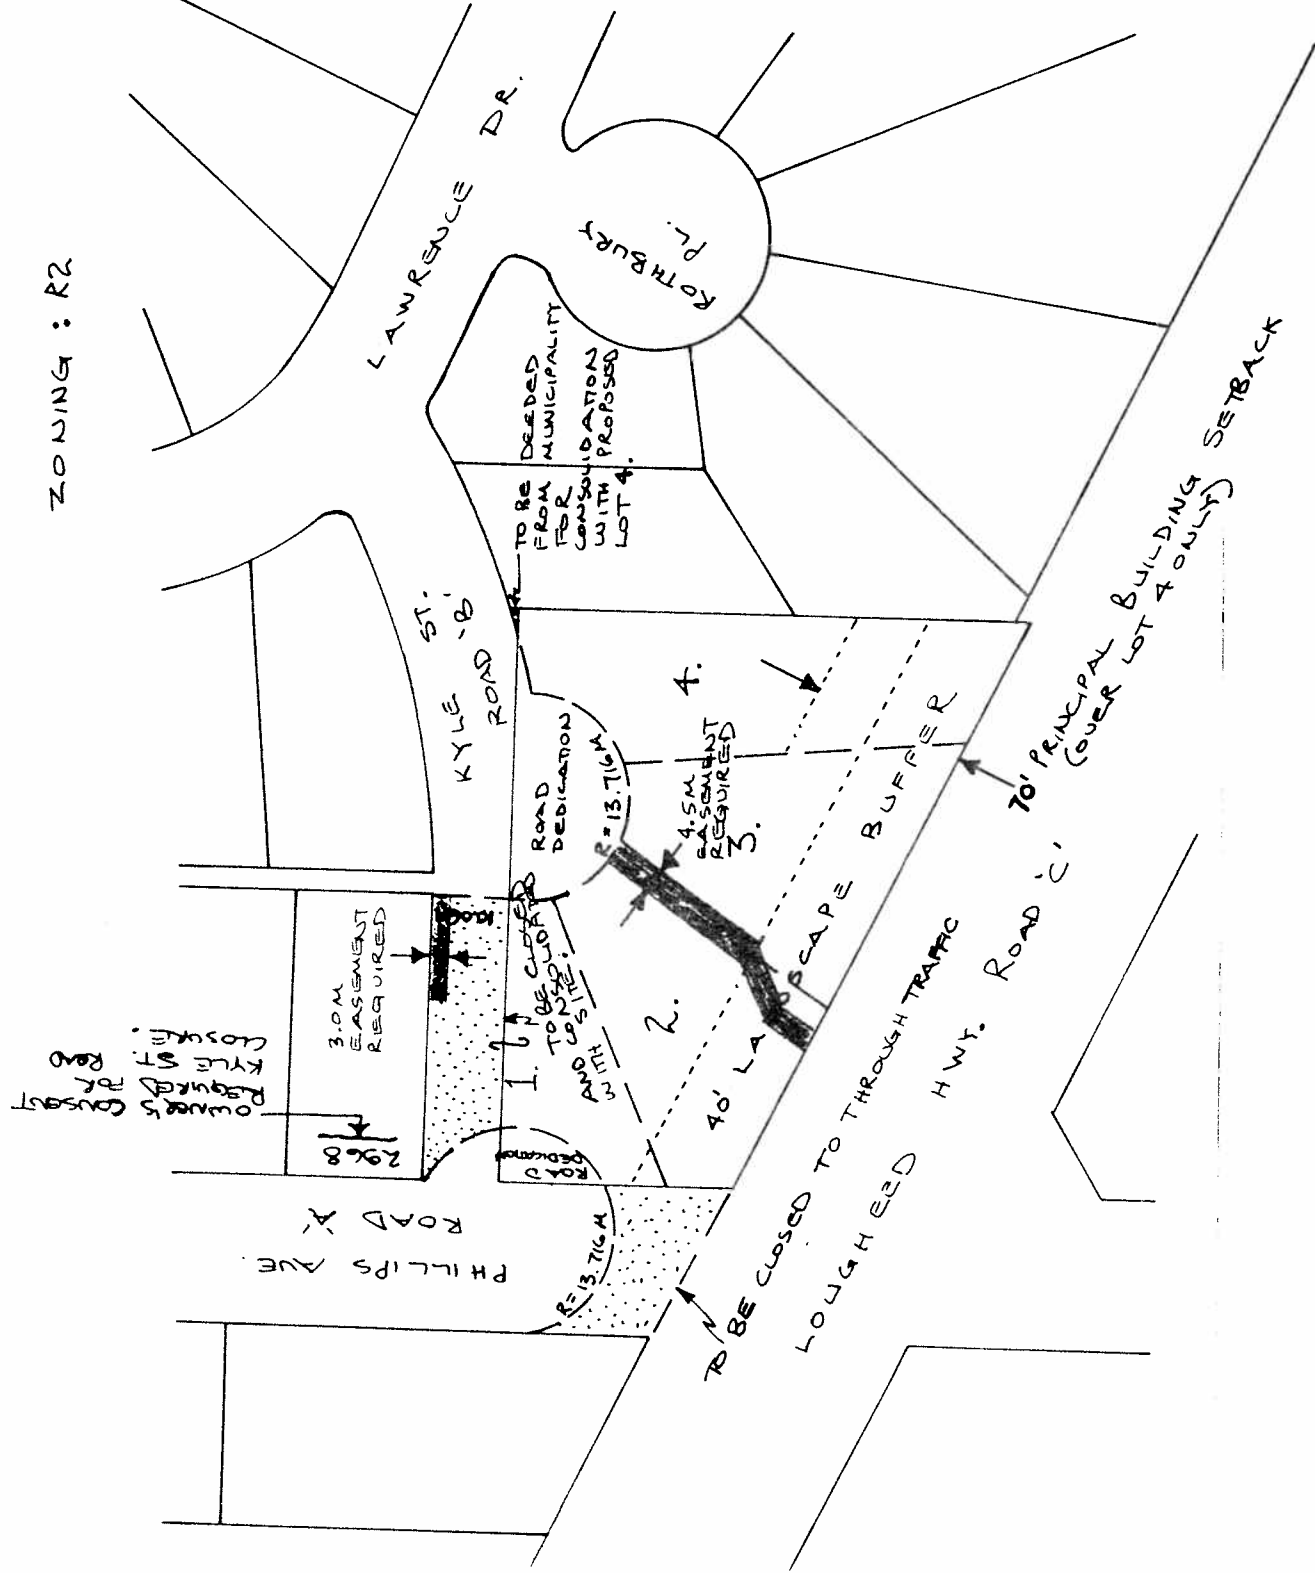 ZONING : R2
LAWRENCE DR.
ROTHBURY
PL.
TO BE DEEDED
FROM MUNICIPALITY
FOR
CONSOLIDATION
WITH PROPOSED
LOT 4.
KYLE ST.
ROAD 'B'
ROAD
DEDICATION
R=13.716M
4.
4.5M
EASEMENT
REQUIRED
3.
3.0M
EASEMENT
REQUIRED
OWNER'S CONSENT
REQUIRED FOR
KYLE ST. ROAD
CLOSURE.
2968
1.
TO BE CLOSED
AND CONSOLIDATED
WITH SITE.
2.
40' LANDSCAPE BUFFER
70' PRINCIPAL BUILDING SETBACK
(OVER LOT 4 ONLY)
ROAD
DEDICATION
PHILLIPS AVE.
ROAD 'A'
R=13.716M
TO BE CLOSED TO THROUGH TRAFFIC
LOUGHEED HWY. ROAD 'C'